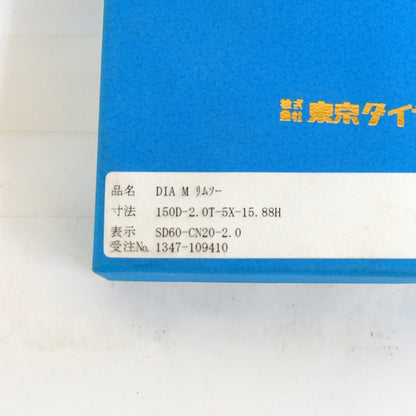 株式会社 東京ダイヤ
品名 DIA M リムソー
寸法 150D-2.0T-5X-15.88H
表示 SD60-CN20-2.0
受注No. 1347-109410